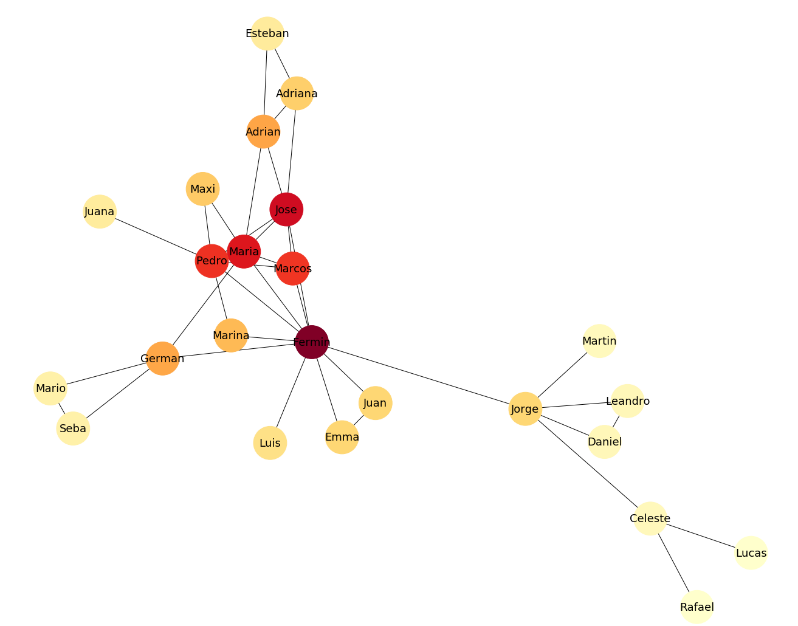 Esteban
Adriana
Adrian
Maxi
Jose
Juana
Maria
Pedro
Marcos
Marina
Fermin
Martin
German
Mario
Leandro
Juan
Jorge
Seba
Emma
Luis
Daniel
Celeste
Lucas
Rafael